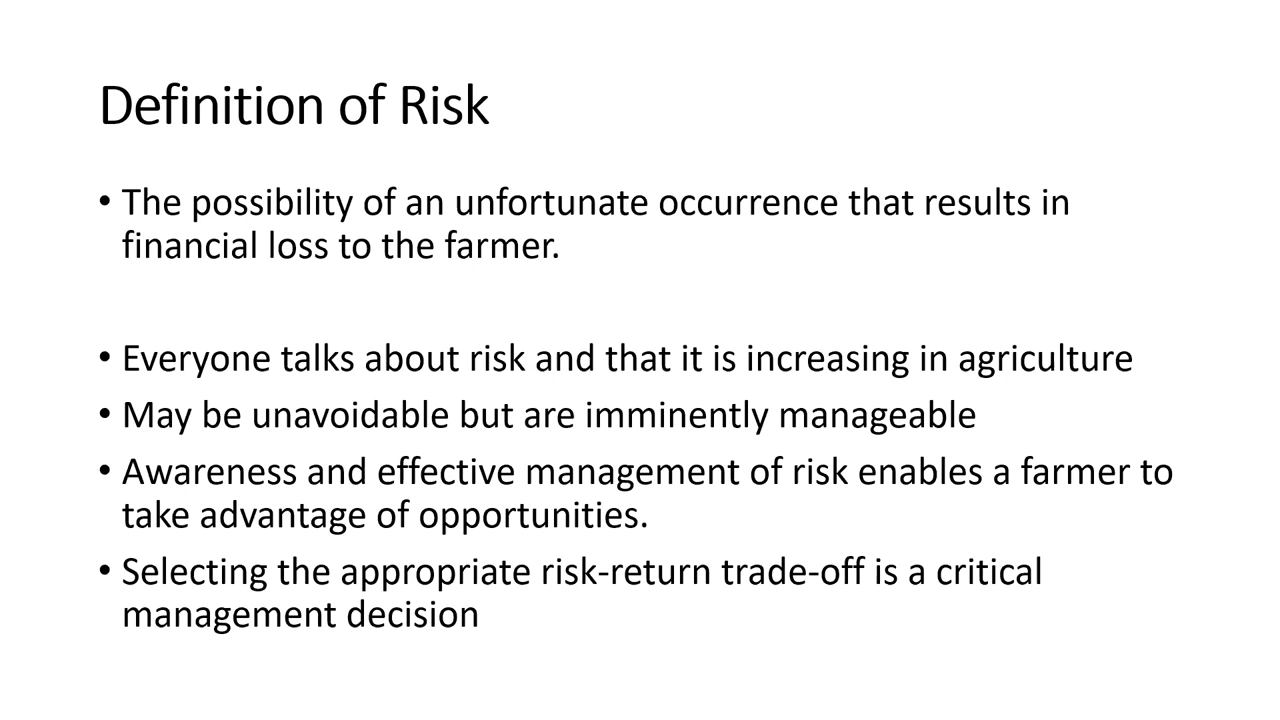 Definition of Risk
• The possibility of an unfortunate occurrence that results in
financial loss to the farmer.
• Everyone talks about risk and that it is increasing in agriculture
• May be unavoidable but are imminently manageable
• Awareness and effective management of risk enables a farmer to
take advantage of opportunities.
• Selecting the appropriate risk-return trade-off is a critical
management decision